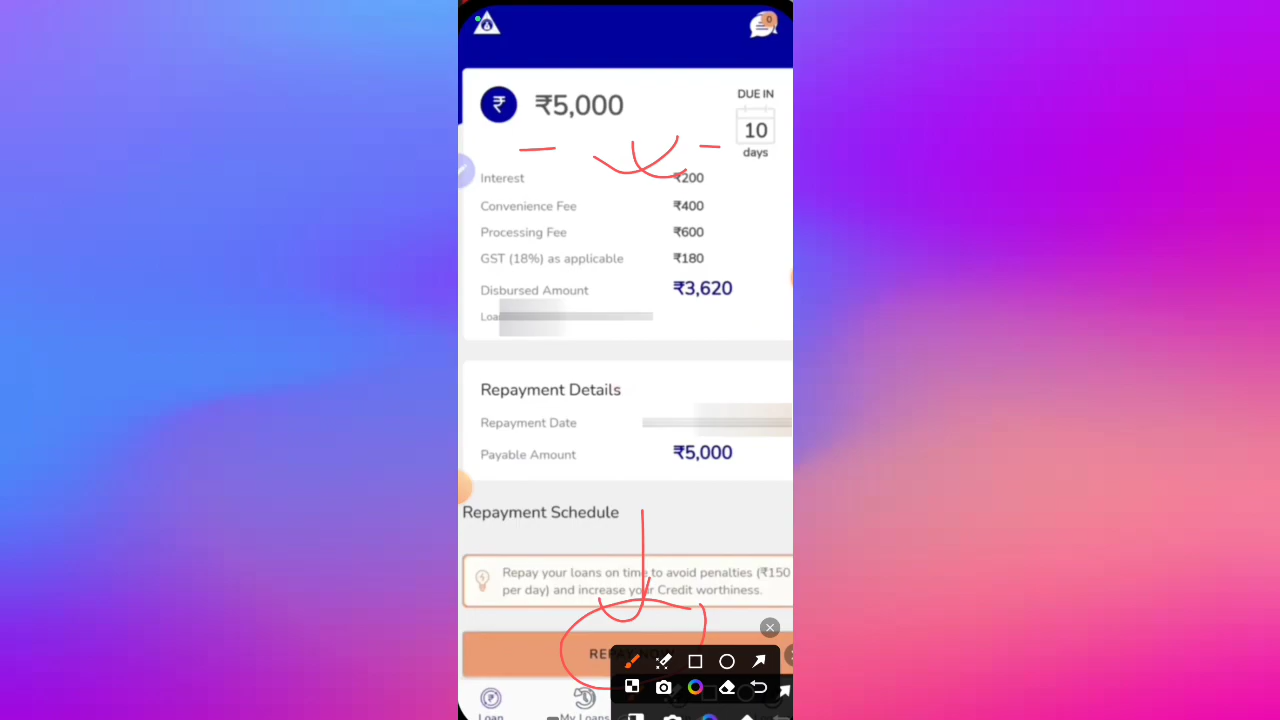 0
₹
₹5,000
DUE IN
10
days
Interest ₹200
Convenience Fee ₹400
Processing Fee ₹600
GST (18%) as applicable ₹180
Disbursed Amount ₹3,620
Loa
Repayment Details
Repayment Date
Payable Amount ₹5,000
Repayment Schedule
Repay your loans on time to avoid penalties (₹150
per day) and increase your Credit worthiness.
Loan My Loans